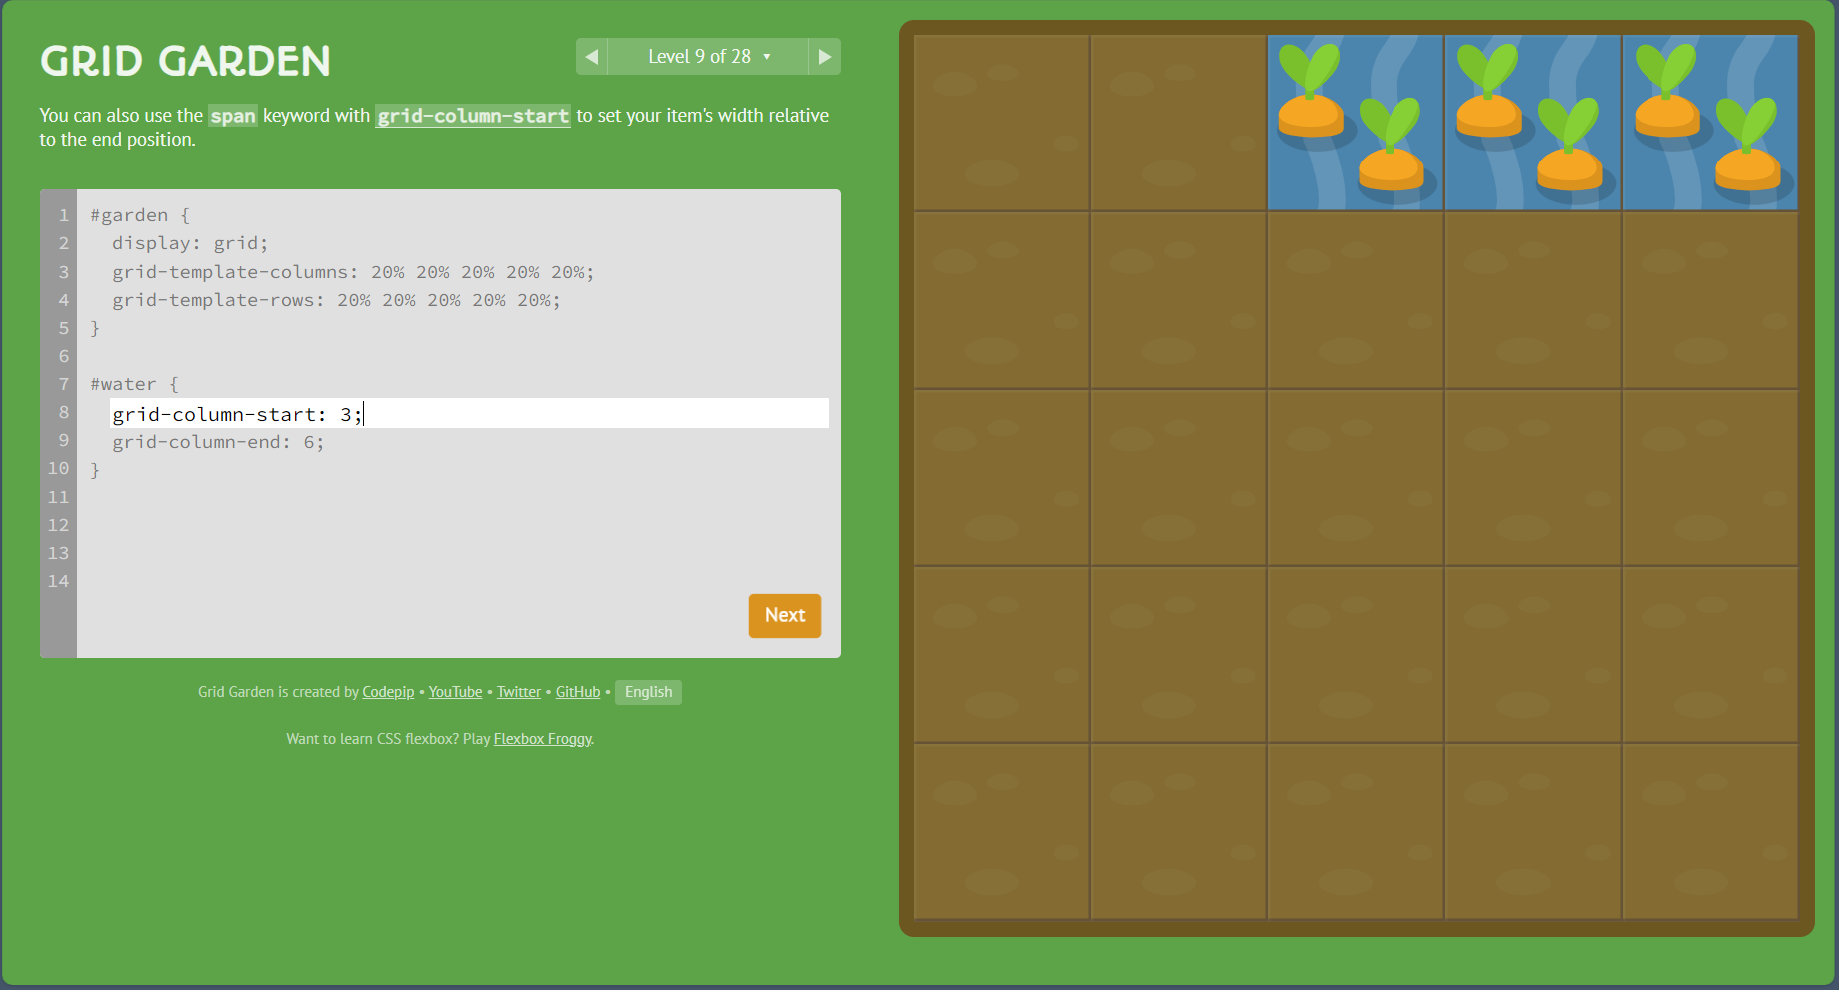 GRID GARDEN
◀ Level 9 of 28 ▼ ▶
You can also use the span keyword with grid-column-start to set your item's width relative
to the end position.
1 #garden {
2   display: grid;
3   grid-template-columns: 20% 20% 20% 20% 20%;
4   grid-template-rows: 20% 20% 20% 20% 20%;
5 }
6
7 #water {
8   grid-column-start: 3;
9   grid-column-end: 6;
10 }
11
12
13
14
Next
Grid Garden is created by Codepip • YouTube • Twitter • GitHub • English
Want to learn CSS flexbox? Play Flexbox Froggy.